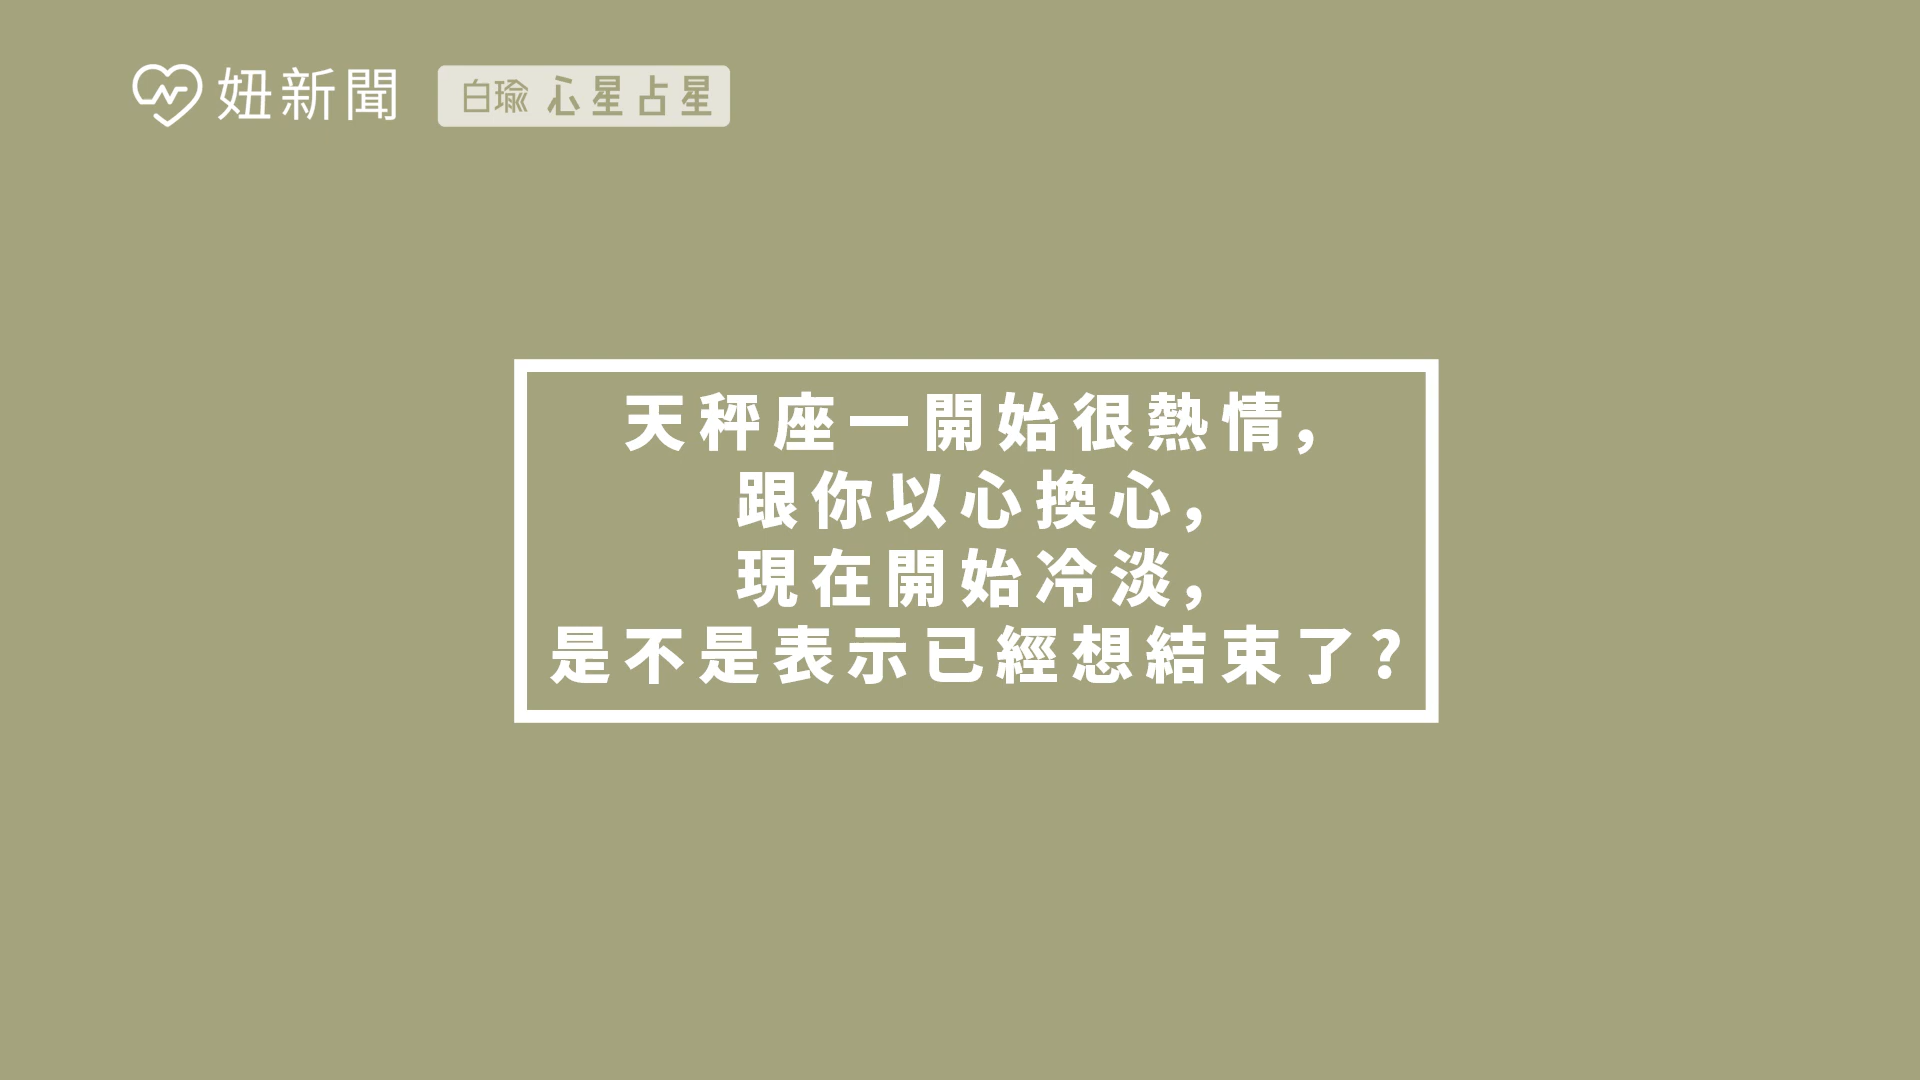 妞新聞
白瑜 心星占星
天秤座一開始很熱情，
跟你以心換心，
現在開始冷淡，
是不是表示已經想結束了？